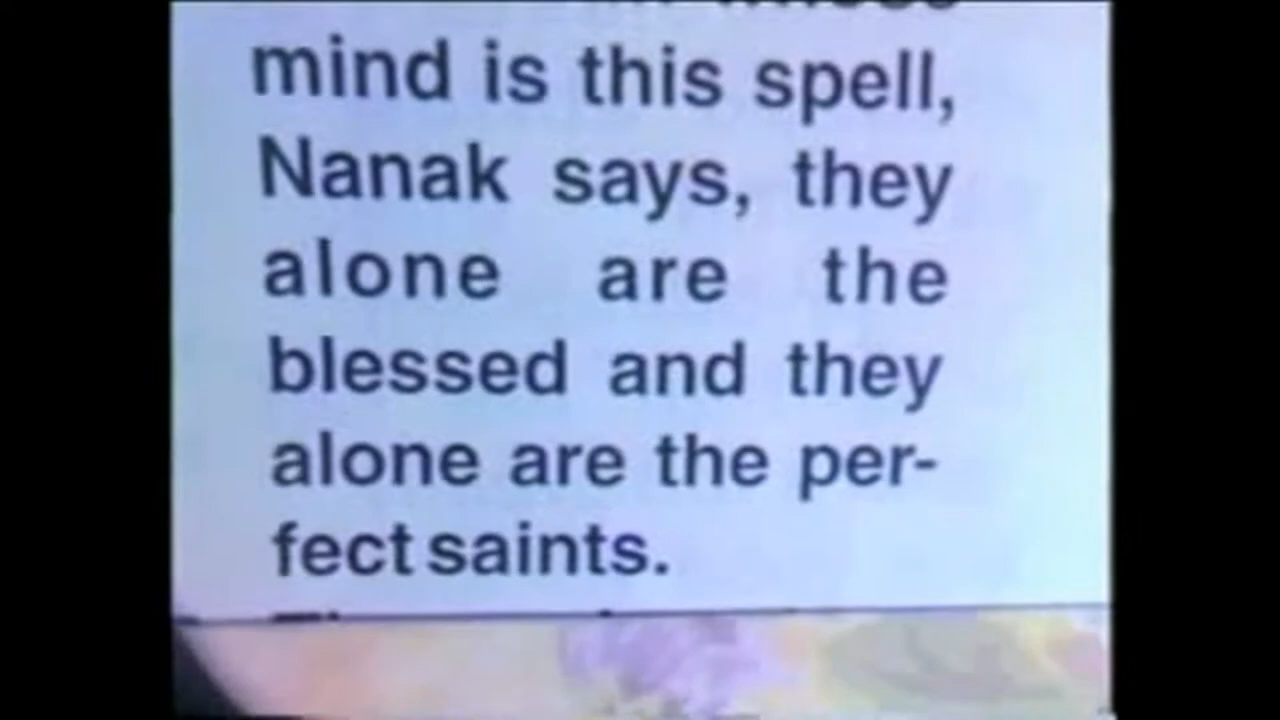 mind is this spell,
Nanak says, they
alone are the
blessed and they
alone are the per-
fect saints.